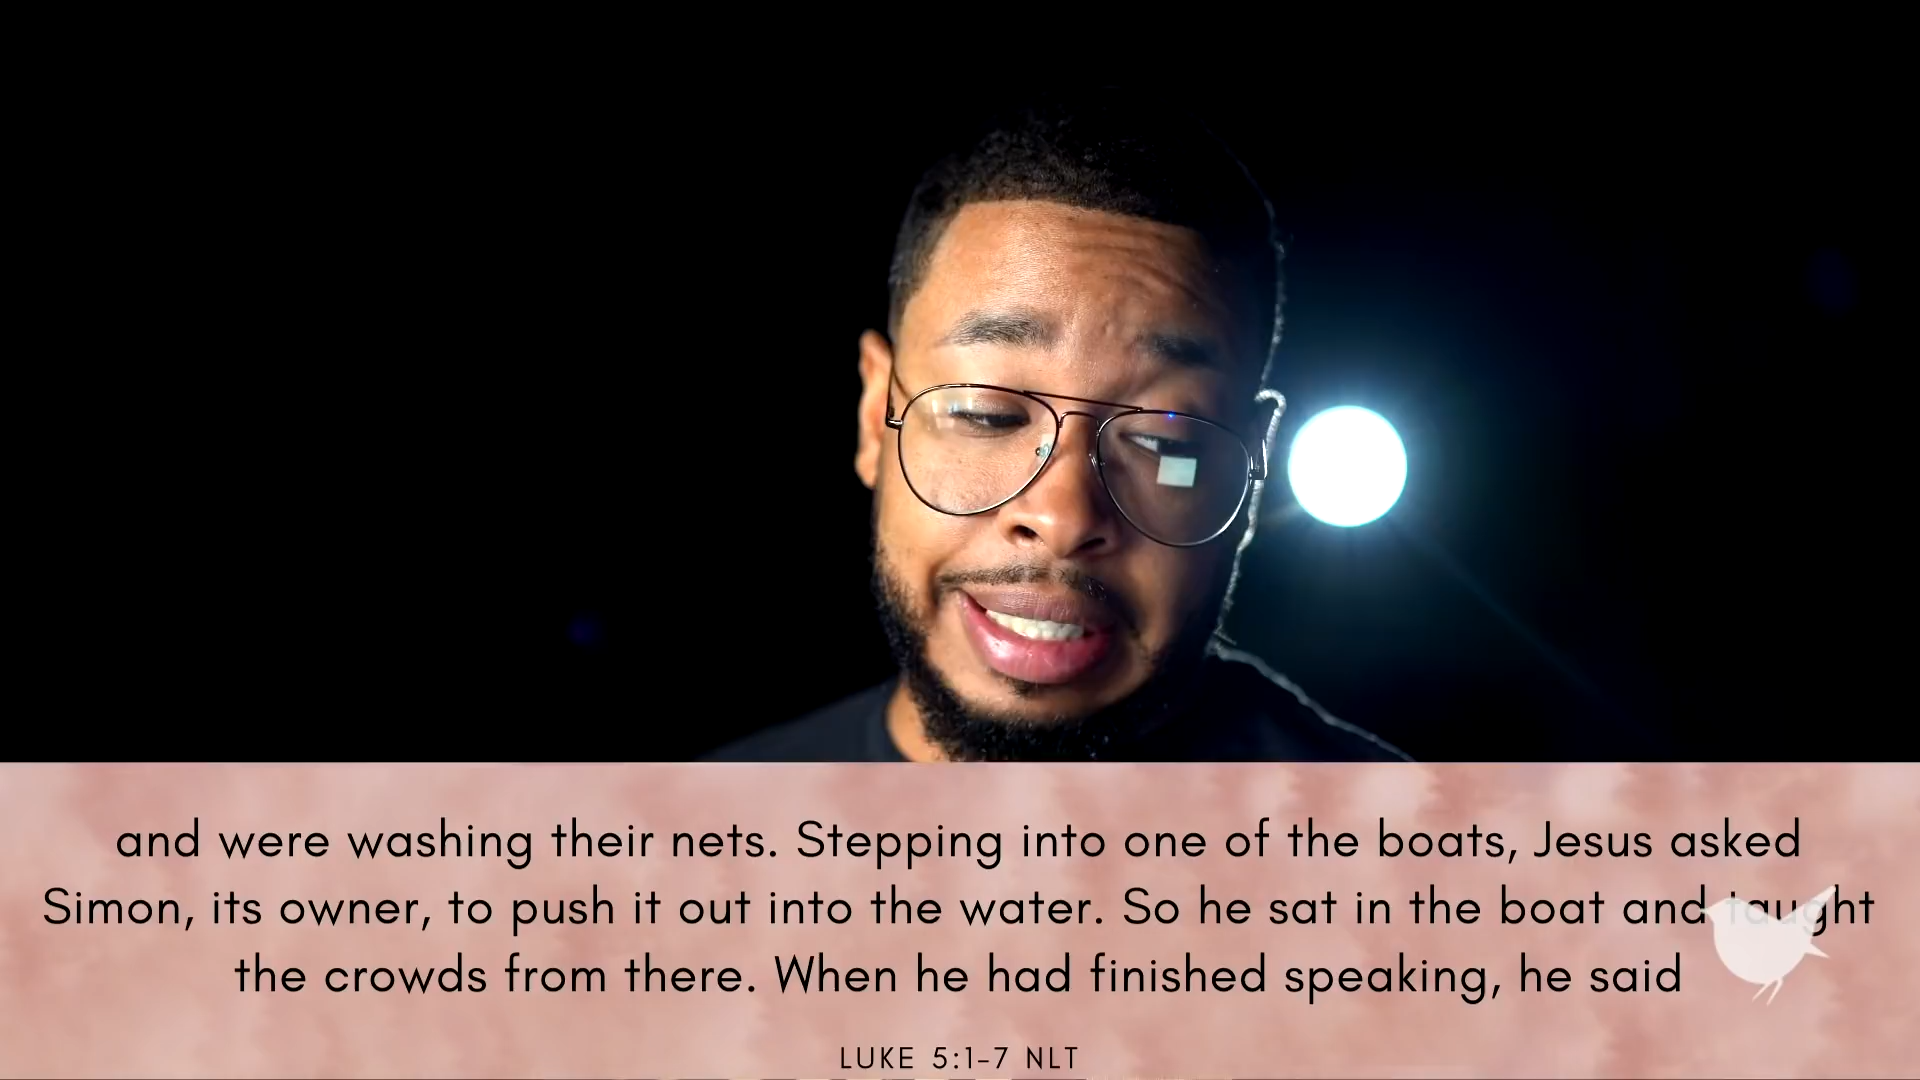 and were washing their nets. Stepping into one of the boats, Jesus asked
Simon, its owner, to push it out into the water. So he sat in the boat and taught
the crowds from there. When he had finished speaking, he said
LUKE 5:1-7 NLT